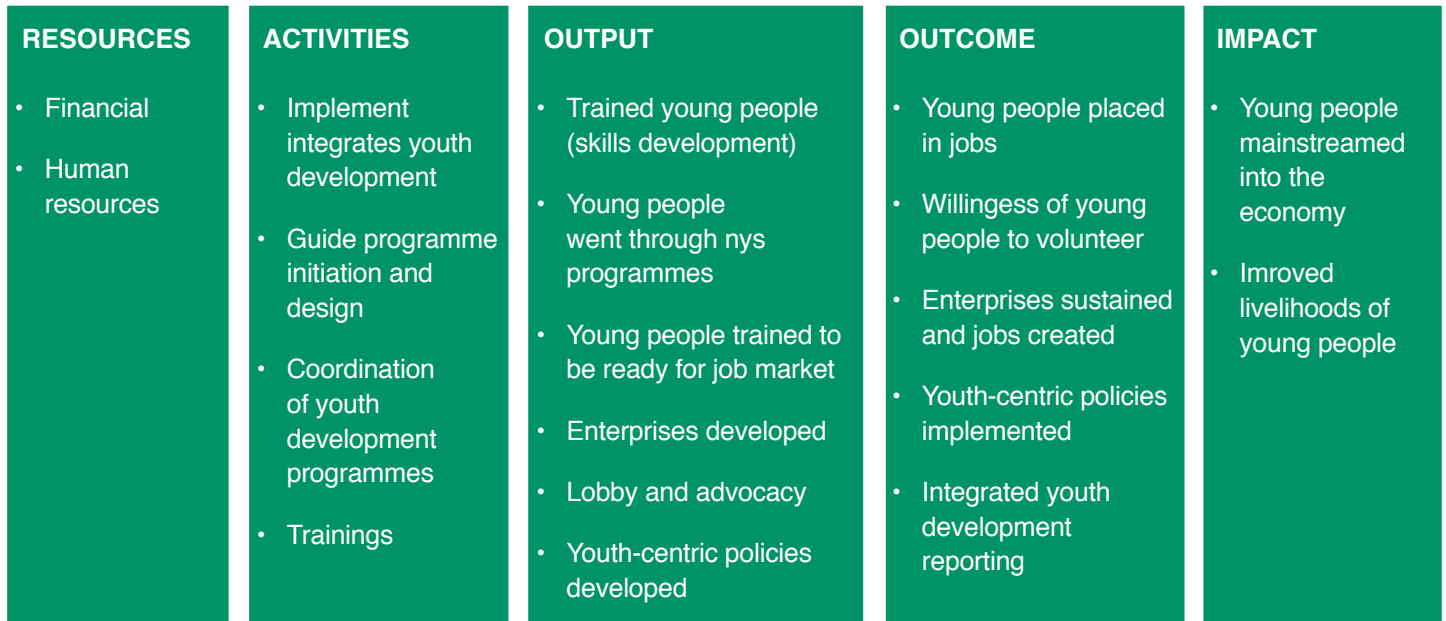 RESOURCES
• Financial
• Human
resources
ACTIVITIES
• Implement
integrates youth
development
• Guide programme
initiation and
design
• Coordination
of youth
development
programmes
• Trainings
OUTPUT
• Trained young people
(skills development)
• Young people
went through nys
programmes
• Young people trained to
be ready for job market
• Enterprises developed
• Lobby and advocacy
• Youth-centric policies
developed
OUTCOME
• Young people placed
in jobs
• Willingess of young
people to volunteer
• Enterprises sustained
and jobs created
• Youth-centric policies
implemented
• Integrated youth
development
reporting
IMPACT
• Young people
mainstreamed
into the
economy
• Imroved
livelihoods of
young people